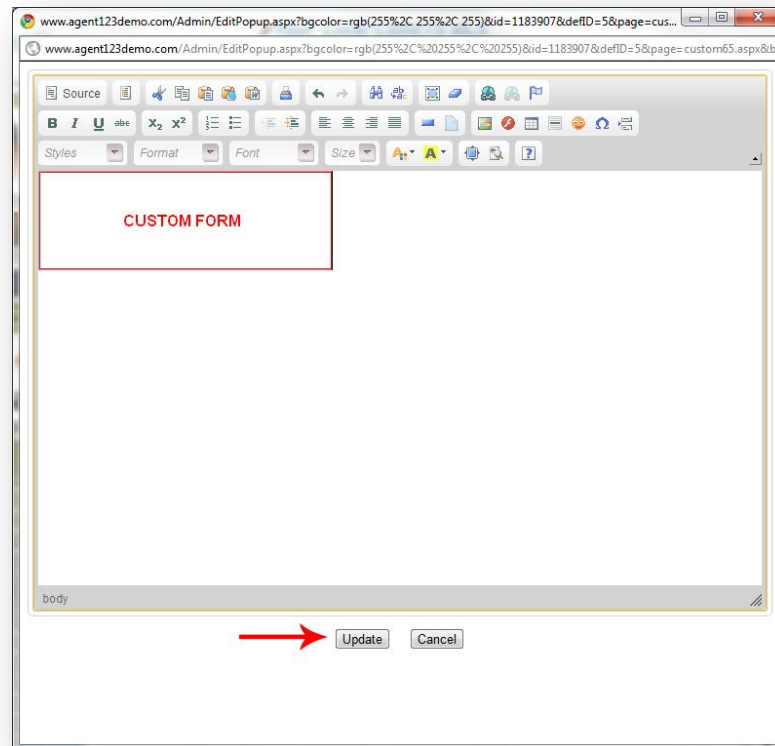 www.agent123demo.com/Admin/EditPopup.aspx?bgcolor=rgb(255%2C 255%2C 255)&id=1183907&defID=5&page=cus...
www.agent123demo.com/Admin/EditPopup.aspx?bgcolor=rgb(255%2C%20255%2C%20255)&id=1183907&defID=5&page=custom65.aspx&b
Source
B I U abc X₂ X²
Styles Format Font Size A A ?
CUSTOM FORM
body
Update Cancel